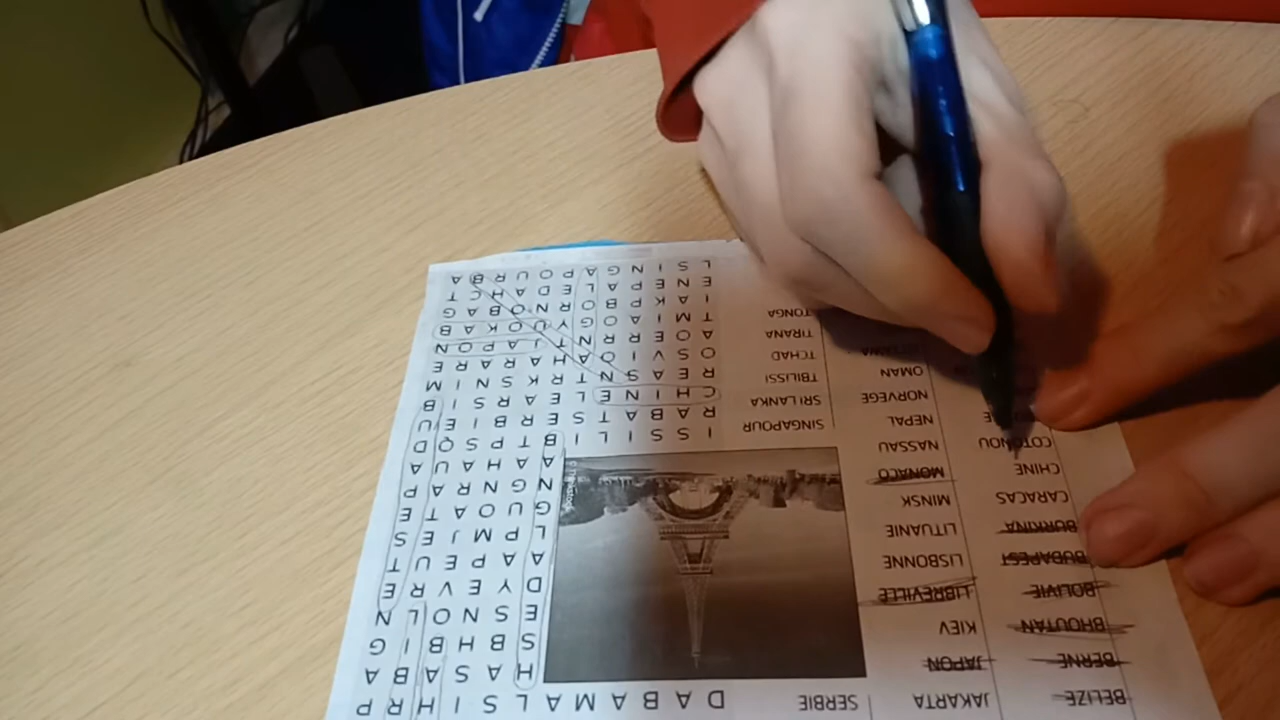 BELIZE
BERNE
BHOUTAN
BOLIVIE
BUDAPEST
BURKINA
CARACAS
CHINE
COTONOU
JAKARTA
JAPON
KIEV
LIBREVILLE
LISBONNE
LITUANIE
MINSK
MONACO
NASSAU
NEPAL
NORVEGE
OMAN
OTTAWA
SERBIE
SINGAPOUR
SRI LANKA
TBILISSI
TCHAD
TIRANA
TONGA
D A B A M A L S I H R P
H A S A B A
S B H B I G
E S N O L N
D Y E V R E
A A P E U T
L P M J E S
G U O A T E
N G N R A P
A A H A U A
I S S I L I B T P S Q D
R A B A T S E R B I E U
C H I N E L E A R S I B
R E A S N T R K S N I M
O S V I O A H A R A R E
A O E R R N T J A P O N
T M I A O G Y U O K A B
I A K P B O R N O B A G
E N E P A L E D A H C T
L S I N G A P O U R B A